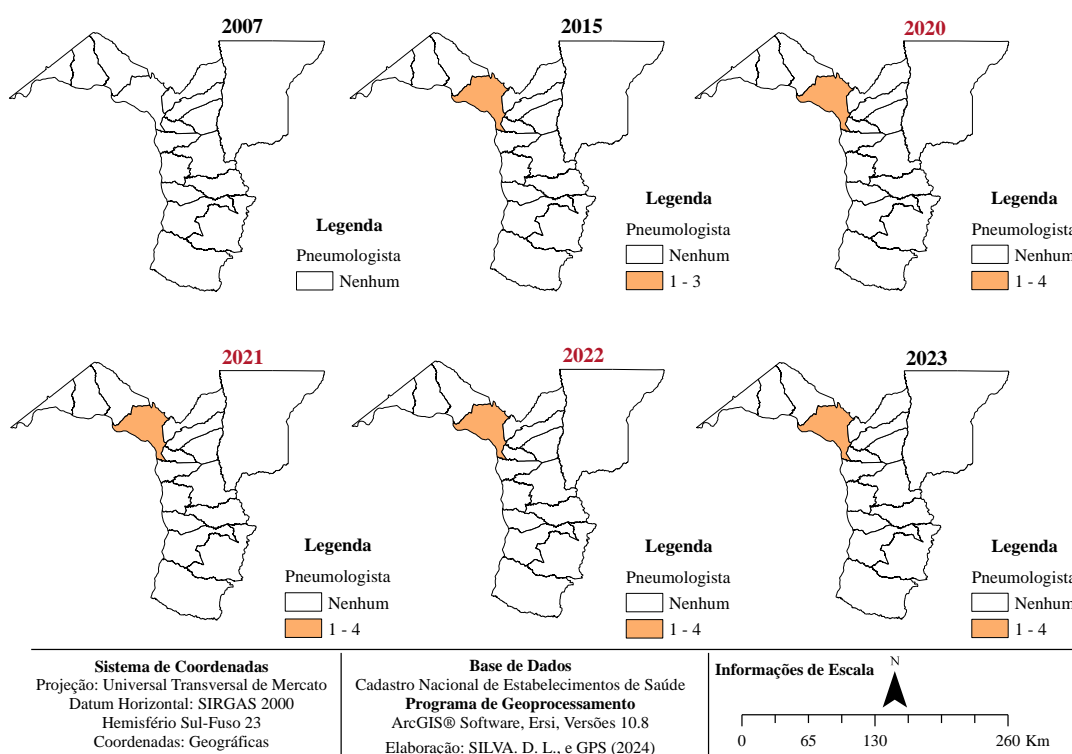 2007
2015
2020
Legenda
Pneumologista
Nenhum
Legenda
Pneumologista
Nenhum
1 - 3
Legenda
Pneumologista
Nenhum
1 - 4
2021
2022
2023
Legenda
Pneumologista
Nenhum
1 - 4
Legenda
Pneumologista
Nenhum
1 - 4
Legenda
Pneumologista
Nenhum
1 - 4
Sistema de Coordenadas
Projeção: Universal Transversal de Mercato
Datum Horizontal: SIRGAS 2000
Hemisfério Sul-Fuso 23
Coordenadas: Geográficas
Base de Dados
Cadastro Nacional de Estabelecimentos de Saúde
Programa de Geoprocessamento
ArcGIS® Software, Ersi, Versões 10.8
Elaboração: SILVA, D. L., e GPS (2024)
Informações de Escala
N
0 65 130 260 Km